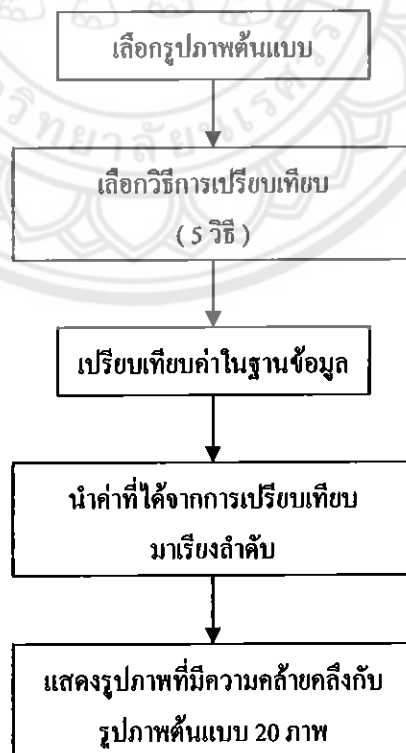 เลือกรูปภาพต้นแบบ
เลือกวิธีการเปรียบเทียบ
( 5 วิธี )
เปรียบเทียบค่าในฐานข้อมูล
นำค่าที่ได้จากการเปรียบเทียบ
มาเรียงลำดับ
แสดงรูปภาพที่มีความคล้ายคลึงกับ
รูปภาพต้นแบบ 20 ภาพ